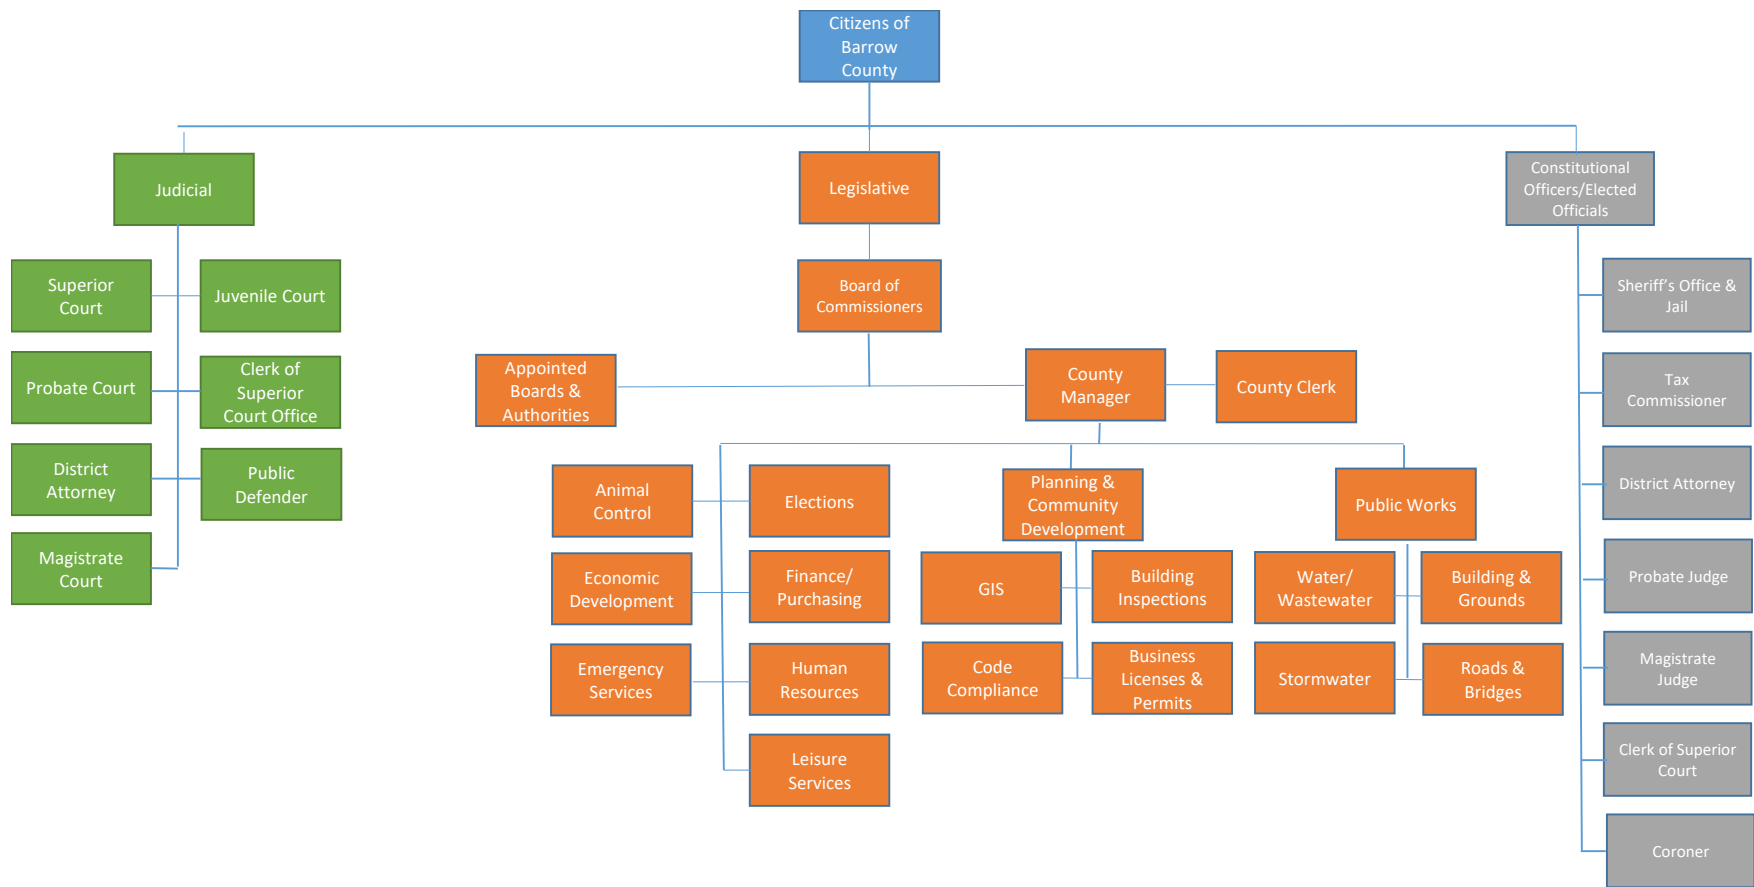 Citizens of
Barrow
County
Judicial
Legislative
Constitutional
Officers/Elected
Officials
Superior
Court
Juvenile Court
Probate Court
Clerk of
Superior
Court Office
District
Attorney
Public
Defender
Magistrate
Court
Board of
Commissioners
Appointed
Boards &
Authorities
County
Manager
County Clerk
Animal
Control
Elections
Economic
Development
Finance/
Purchasing
Emergency
Services
Human
Resources
Leisure
Services
Planning &
Community
Development
GIS
Building
Inspections
Code
Compliance
Business
Licenses &
Permits
Public Works
Water/
Wastewater
Building &
Grounds
Stormwater
Roads &
Bridges
Sheriff’s Office &
Jail
Tax
Commissioner
District Attorney
Probate Judge
Magistrate
Judge
Clerk of Superior
Court
Coroner